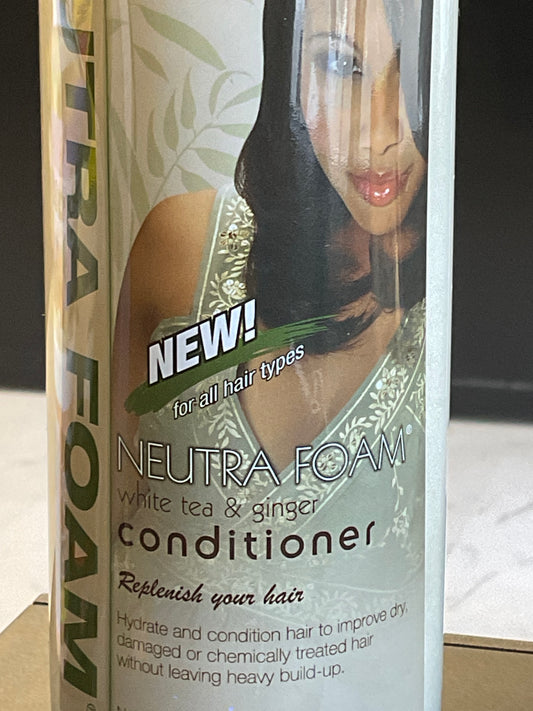 NEUTRA FOAM®
NEW!
for all hair types
NEUTRA FOAM®
white tea & ginger
conditioner
Replenish your hair
Hydrate and condition hair to improve dry,
damaged or chemically treated hair
without leaving heavy build-up.